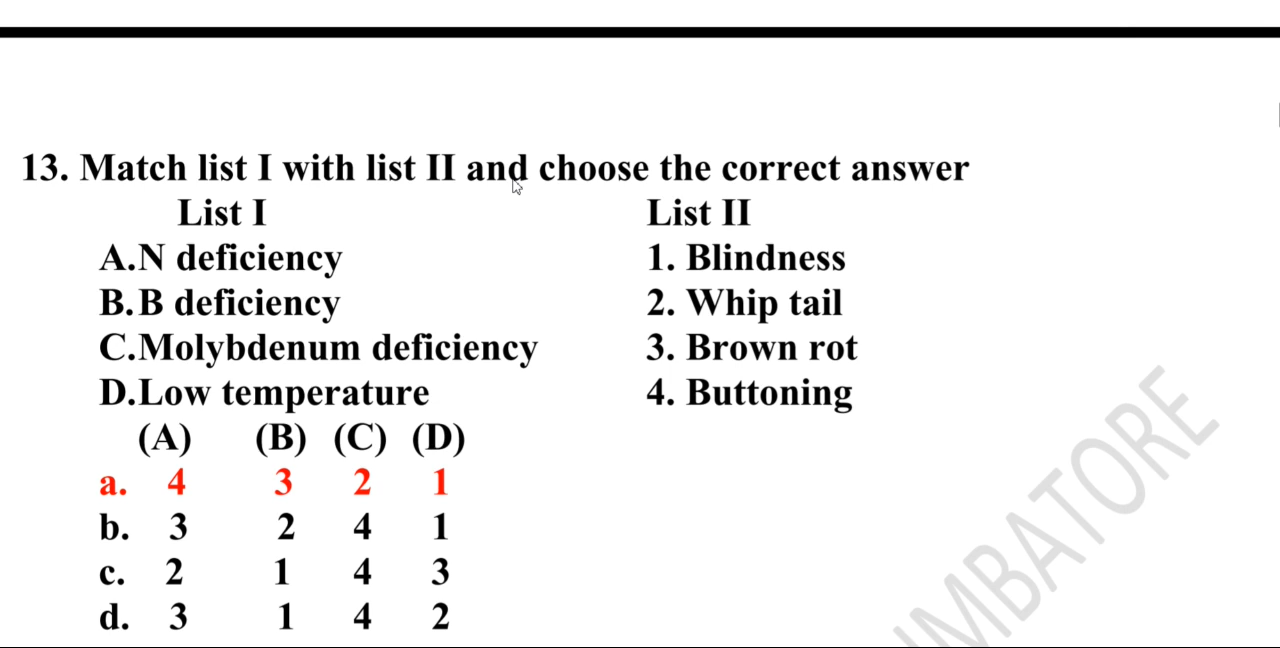 13. Match list I with list II and choose the correct answer
List I List II
A.N deficiency 1. Blindness
B.B deficiency 2. Whip tail
C.Molybdenum deficiency 3. Brown rot
D.Low temperature 4. Buttoning
(A) (B) (C) (D)
a. 4 3 2 1
b. 3 2 4 1
c. 2 1 4 3
d. 3 1 4 2
MBATORE